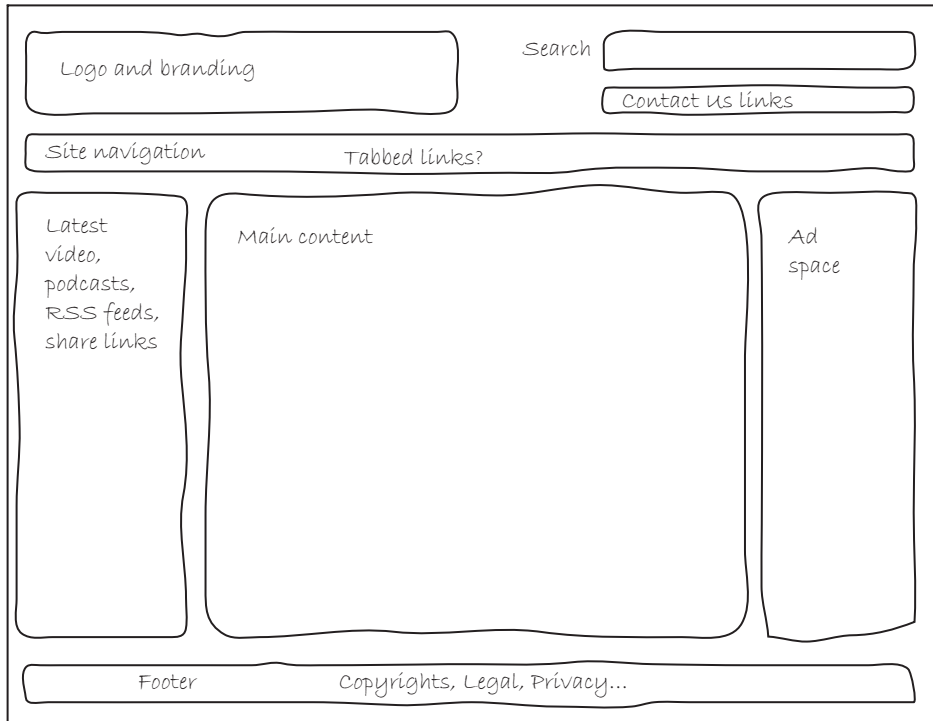 Logo and branding
Search
Contact Us links
Site navigation
Tabbed links?
Latest
video,
podcasts,
RSS feeds,
share links
Main content
Ad
space
Footer
Copyrights, Legal, Privacy...